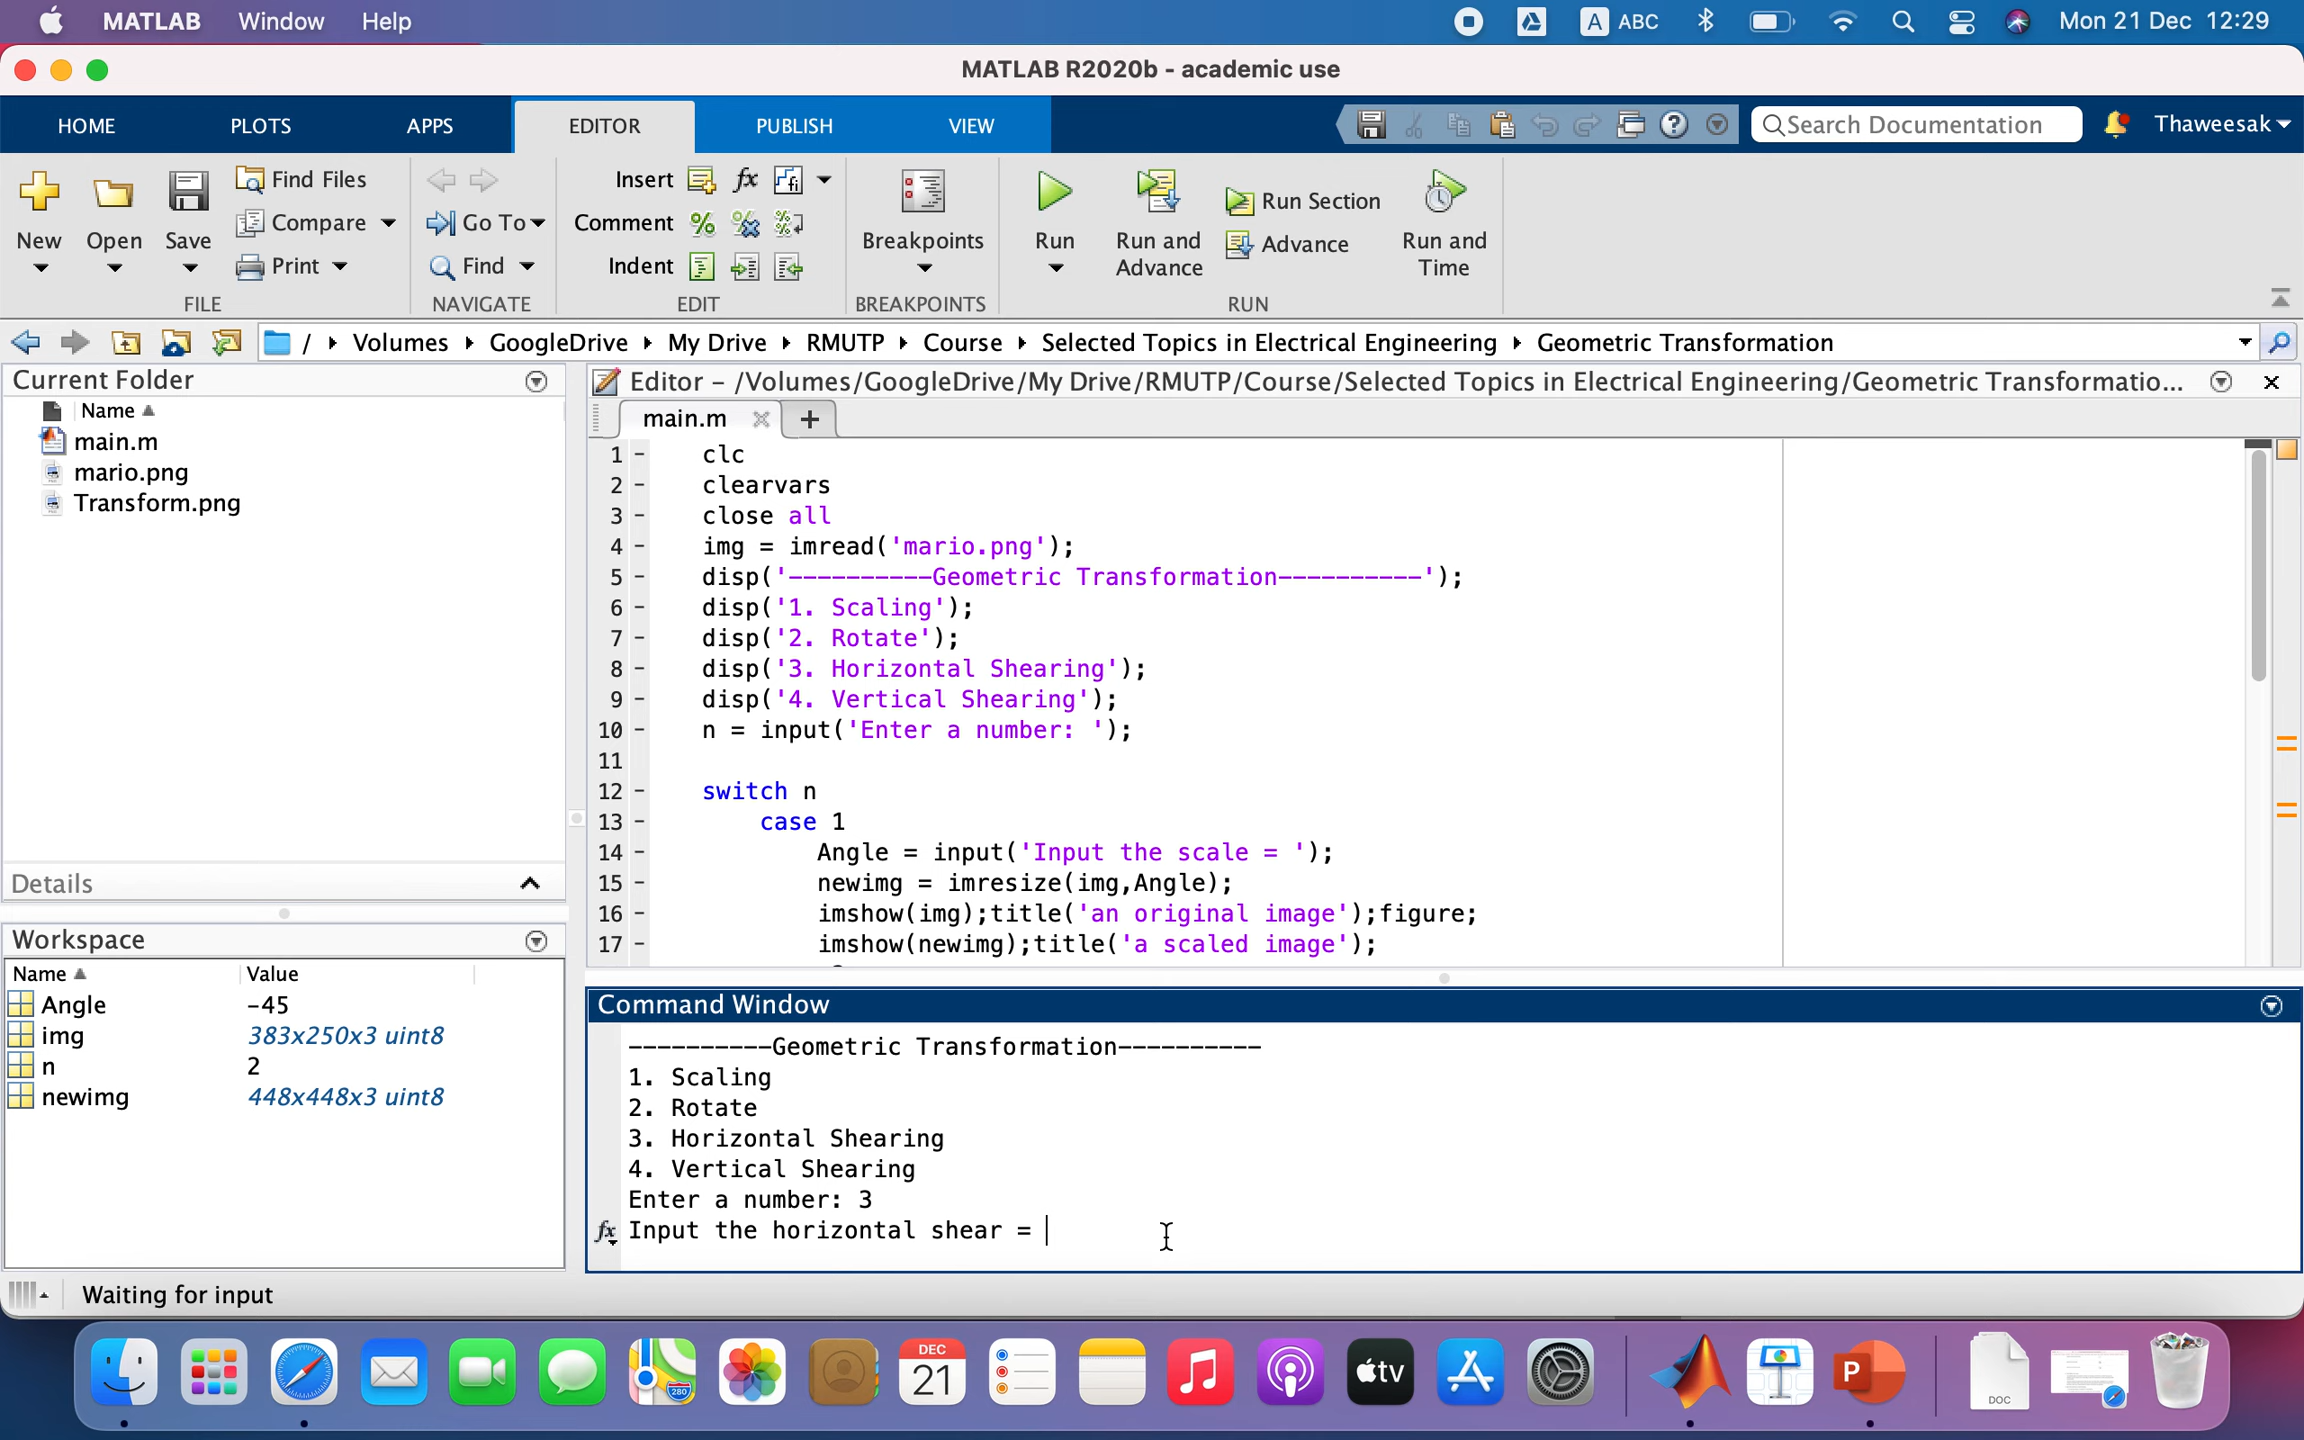 MATLAB Window Help ABC Mon 21 Dec 12:29
MATLAB R2020b - academic use
HOME PLOTS APPS EDITOR PUBLISH VIEW Search Documentation Thaweesak
New Open Save Find Files Compare Print
Go To Find
Insert fx
Comment
Indent
Breakpoints
Run Run and Advance Run Section Advance Run and Time
FILE NAVIGATE EDIT BREAKPOINTS RUN
/ Volumes GoogleDrive My Drive RMUTP Course Selected Topics in Electrical Engineering Geometric Transformation
Current Folder
Name
main.m
mario.png
Transform.png
Details
Workspace
Name Value
Angle -45
img 383x250x3 uint8
n 2
newimg 448x448x3 uint8
Editor - /Volumes/GoogleDrive/My Drive/RMUTP/Course/Selected Topics in Electrical Engineering/Geometric Transformatio...
main.m +
1 - clc
2 - clearvars
3 - close all
4 - img = imread('mario.png');
5 - disp('----------Geometric Transformation----------');
6 - disp('1. Scaling');
7 - disp('2. Rotate');
8 - disp('3. Horizontal Shearing');
9 - disp('4. Vertical Shearing');
10 - n = input('Enter a number: ');
11
12 - switch n
13 - case 1
14 - Angle = input('Input the scale = ');
15 - newimg = imresize(img,Angle);
16 - imshow(img);title('an original image');figure;
17 - imshow(newimg);title('a scaled image');
Command Window
----------Geometric Transformation----------
1. Scaling
2. Rotate
3. Horizontal Shearing
4. Vertical Shearing
Enter a number: 3
fx Input the horizontal shear =
Waiting for input
280
DEC
21
tv
P
DOC